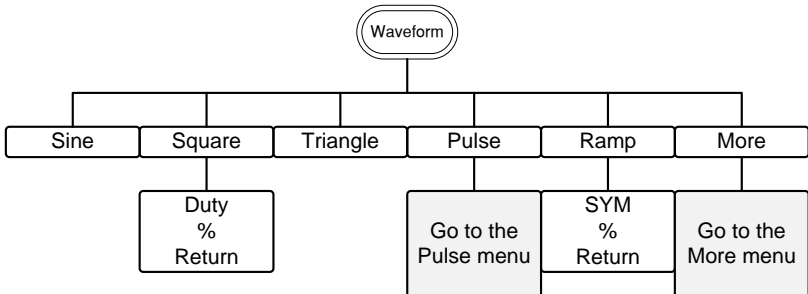 Waveform
Sine
Square
Triangle
Pulse
Ramp
More
Duty
%
Return
Go to the
Pulse menu
SYM
%
Return
Go to the
More menu